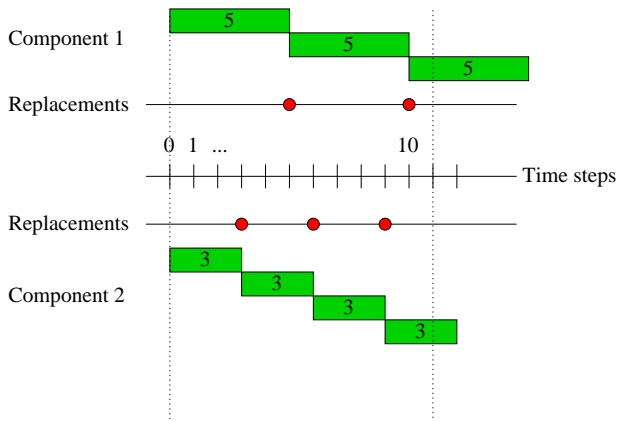 5
Component 1
5
5
Replacements
0 1 ... 10
Time steps
Replacements
3
3
Component 2
3
3